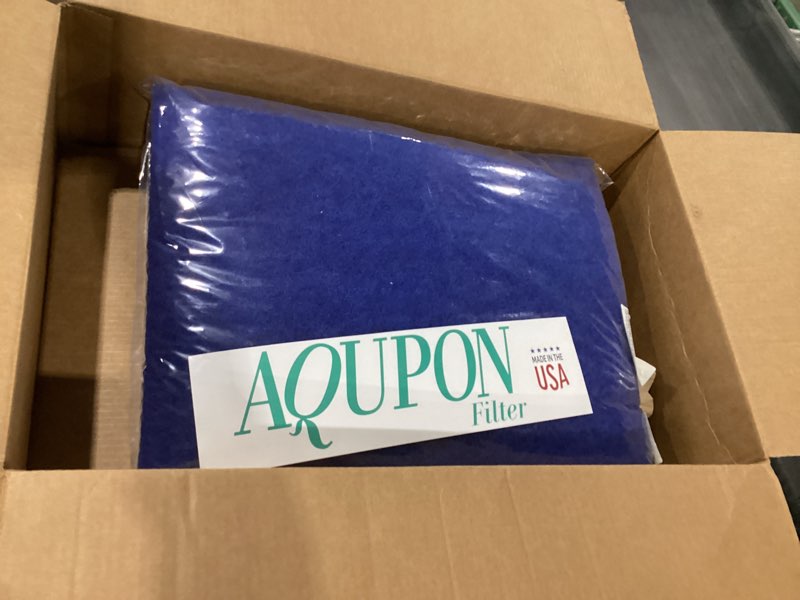 AQUPON
Filter
MADE IN THE
USA